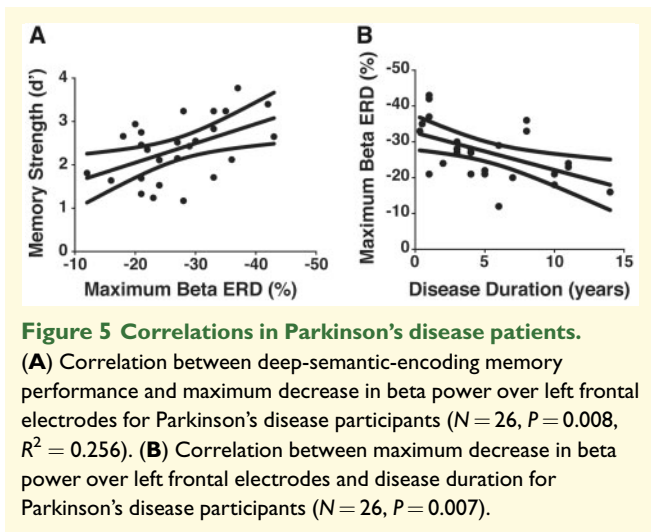 A
B
Memory Strength (d')
4
3
2
1
0
-10
-20
-30
-40
-50
Maximum Beta ERD (%)
Maximum Beta ERD (%)
-50
-40
-30
-20
-10
0
0
5
10
15
Disease Duration (years)
Figure 5 Correlations in Parkinson's disease patients.
(A) Correlation between deep-semantic-encoding memory
performance and maximum decrease in beta power over left frontal
electrodes for Parkinson's disease participants (N = 26, P = 0.008,
R² = 0.256). (B) Correlation between maximum decrease in beta
power over left frontal electrodes and disease duration for
Parkinson's disease participants (N = 26, P = 0.007).